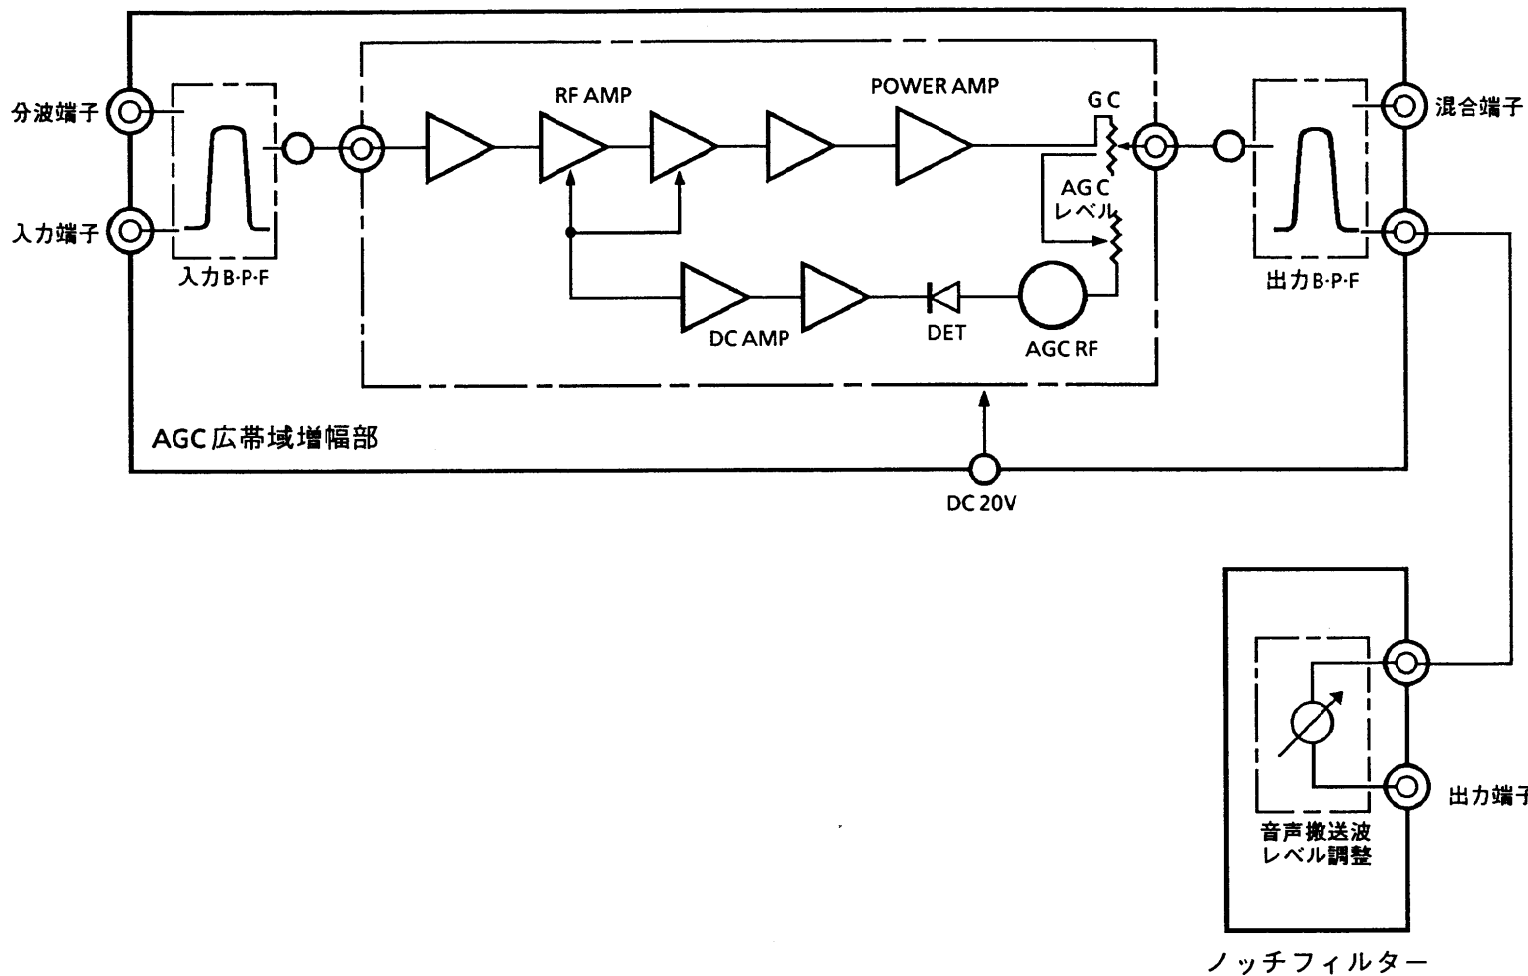 分波端子
入力端子
入力B・P・F
RF AMP
POWER AMP
GC
AGC
レベル
DC AMP
DET
AGC RF
混合端子
出力B・P・F
AGC広帯域増幅部
DC 20V
音声搬送波
レベル調整
出力端子
ノッチフィルター